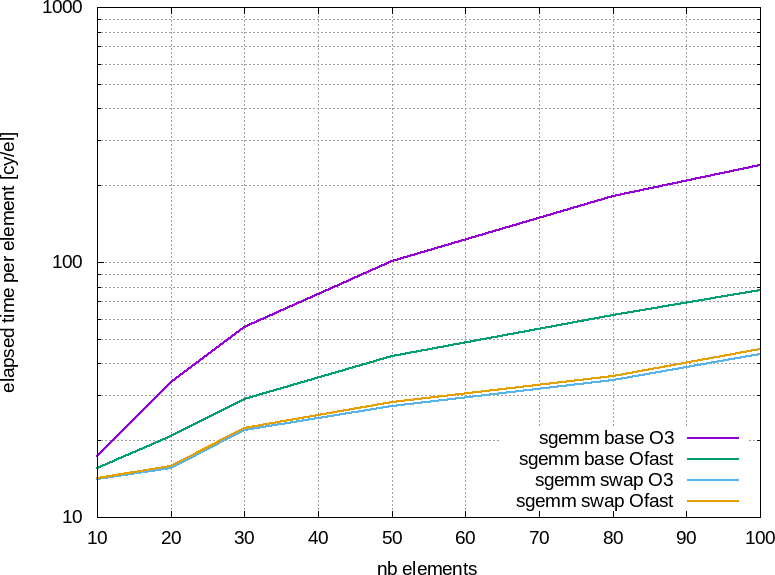 1000
100
10
elapsed time per element [cy/el]
sgemm base O3
sgemm base Ofast
sgemm swap O3
sgemm swap Ofast
10 20 30 40 50 60 70 80 90 100
nb elements